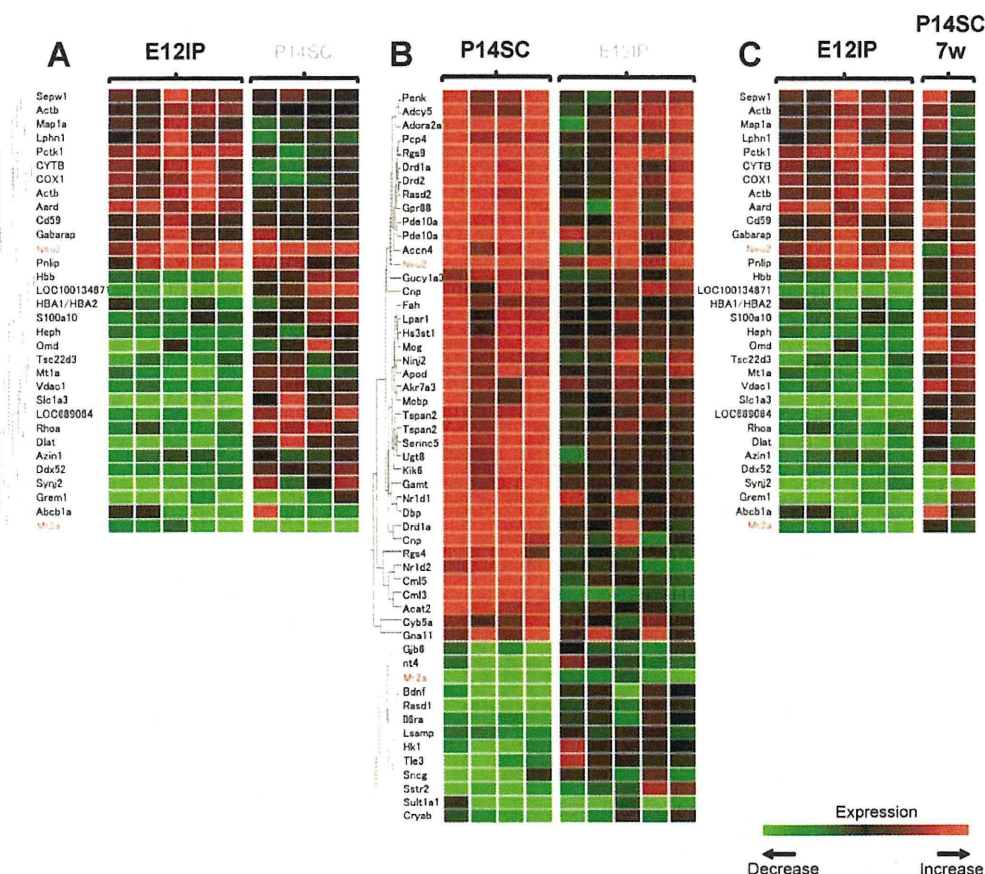 A
E12IP
P14SC
Sepw1
Actb
Map1a
Lphn1
Pctk1
CYTB
COX1
Actb
Aard
Cd59
Gabarap
Neu2
Pnlip
Hbb
LOC100134871
HBA1/HBA2
S100a10
Heph
Omd
Tsc22d3
Mt1a
Vdac1
Slc1a3
LOC689064
Rhoa
Dlat
Azin1
Ddx52
Synj2
Grem1
Abcb1a
B
P14SC
E12IP
Penk
Adcy5
Adora2a
Pcp4
Rgs9
Drd1a
Drd2
Rasd2
Gpr88
Pde10a
Pde10a
Accn4
Neu2
Gucy1a3
Cnp
Fah
Lpar1
Hs3st1
Mog
Ninj2
Apod
Akr7a3
Mobp
Tspan2
Tspan2
Serinc5
Ugt8
Klk6
Gamt
Nr1d1
Dbp
Drd1a
Cnp
Rgs4
Nr1d2
Cml5
Cml3
Acat2
Cyb5a
Gna11
Gjb6
nt4
Bdnf
Rasd1
Il6ra
Lsamp
Hk1
Tle3
Sncg
Sstr2
Sult1a1
Cryab
C
E12IP
P14SC
7w
Sepw1
Actb
Map1a
Lphn1
Pctk1
CYTB
COX1
Actb
Aard
Cd59
Gabarap
Neu2
Pnlip
Hbb
LOC100134871
HBA1/HBA2
S100a10
Heph
Omd
Tsc22d3
Mt1a
Vdac1
Slc1a3
LOC689064
Rhoa
Dlat
Azin1
Ddx52
Synj2
Grem1
Abcb1a
Expression
Decrease
Increase